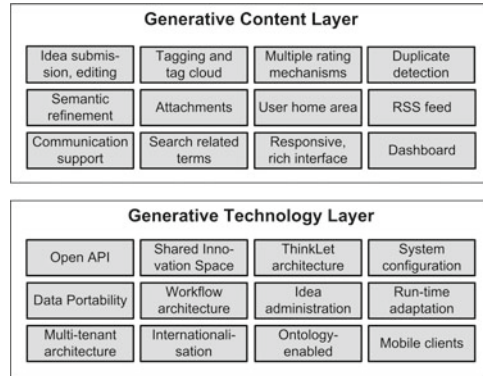 Generative Content Layer
Idea submis-
sion, editing
Tagging and
tag cloud
Multiple rating
mechanisms
Duplicate
detection
Semantic
refinement
Attachments
User home area
RSS feed
Communication
support
Search related
terms
Responsive,
rich interface
Dashboard
Generative Technology Layer
Open API
Shared Inno-
vation Space
ThinkLet
architecture
System
configuration
Data Portability
Workflow
architecture
Idea
administration
Run-time
adaptation
Multi-tenant
architecture
Internationali-
sation
Ontology-
enabled
Mobile clients